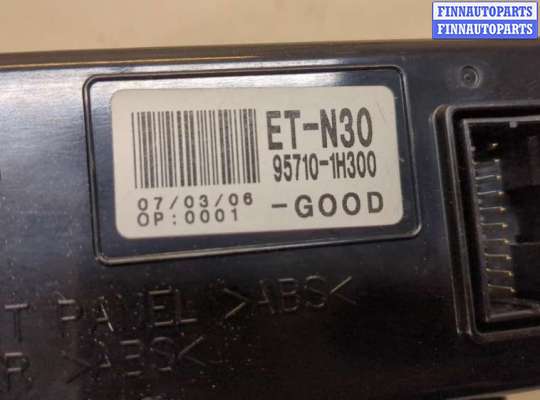 FINNAUTOPARTS
FINNAUTOPARTS
ET-N30
95710-1H300
07/03/06
OP:0001
-GOOD
T PANEL >ABS<
R >ABS<